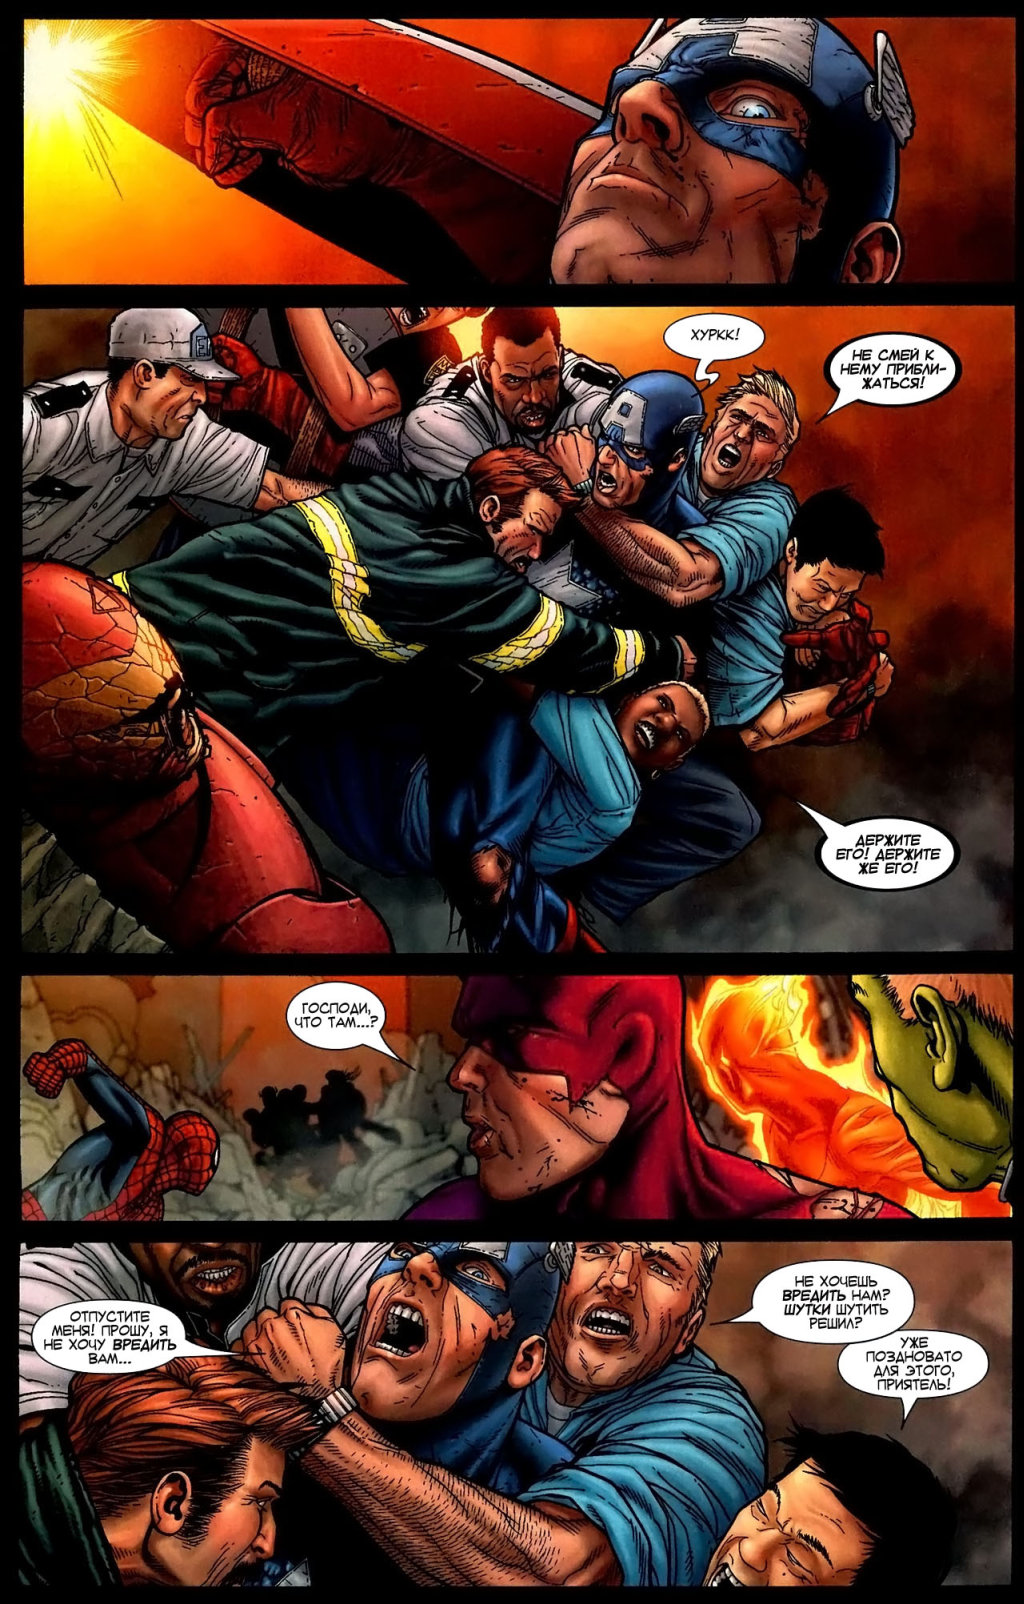 ХУРКК!
НЕ СМЕЙ К
НЕМУ ПРИБЛИ-
ЖАТЬСЯ!
ДЕРЖИТЕ
ЕГО! ДЕРЖИТЕ
ЖЕ ЕГО!
ГОСПОДИ,
ЧТО ТАМ...?
ОТПУСТИТЕ
МЕНЯ! ПРОШУ, Я
НЕ ХОЧУ ВРЕДИТЬ
ВАМ...
НЕ ХОЧЕШЬ
ВРЕДИТЬ НАМ?
ШУТКИ ШУТИТЬ
РЕШИЛ?
УЖЕ
ПОЗДНОВАТО
ДЛЯ ЭТОГО,
ПРИЯТЕЛЬ!